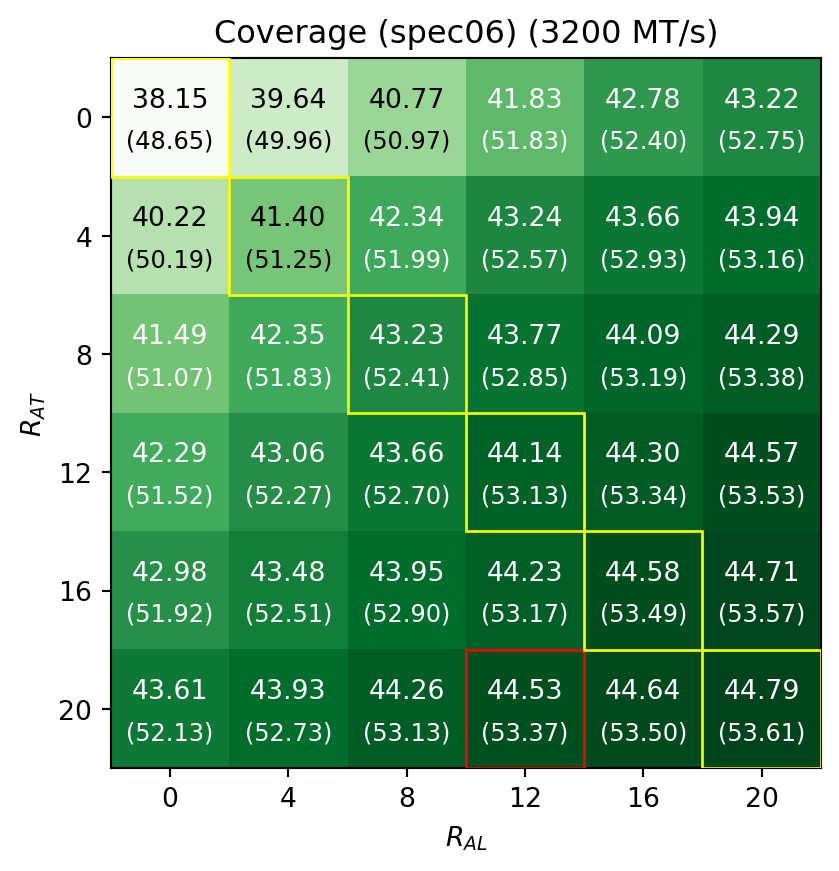 Coverage (spec06) (3200 MT/s)
0 38.15 39.64 40.77 41.83 42.78 43.22
(48.65) (49.96) (50.97) (51.83) (52.40) (52.75)
4 40.22 41.40 42.34 43.24 43.66 43.94
(50.19) (51.25) (51.99) (52.57) (52.93) (53.16)
8 41.49 42.35 43.23 43.77 44.09 44.29
(51.07) (51.83) (52.41) (52.85) (53.19) (53.38)
R_{AT}
12 42.29 43.06 43.66 44.14 44.30 44.57
(51.52) (52.27) (52.70) (53.13) (53.34) (53.53)
16 42.98 43.48 43.95 44.23 44.58 44.71
(51.92) (52.51) (52.90) (53.17) (53.49) (53.57)
20 43.61 43.93 44.26 44.53 44.64 44.79
(52.13) (52.73) (53.13) (53.37) (53.50) (53.61)
0 4 8 12 16 20
R_{AL}